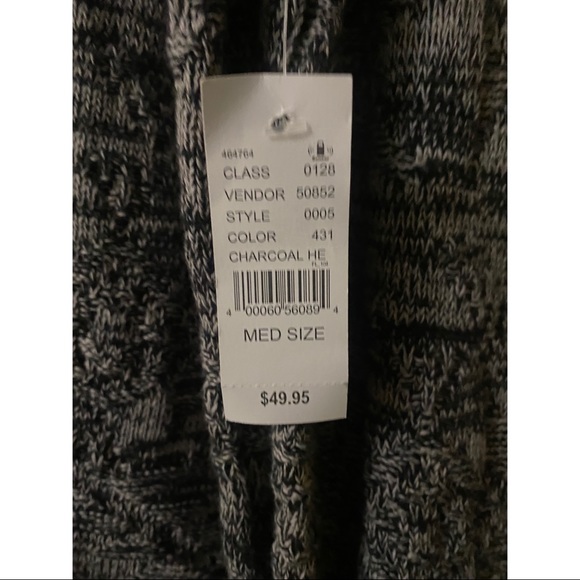 464764
CLASS 0128
VENDOR 50852
STYLE 0005
COLOR 431
CHARCOAL HE
4 00060 56089 4
MED SIZE
$49.95